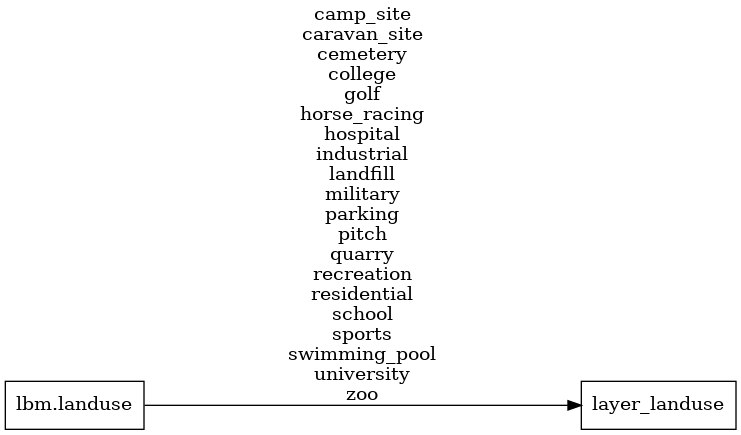 camp_site
caravan_site
cemetery
college
golf
horse_racing
hospital
industrial
landfill
military
parking
pitch
quarry
recreation
residential
school
sports
swimming_pool
university
zoo
lbm.landuse
layer_landuse